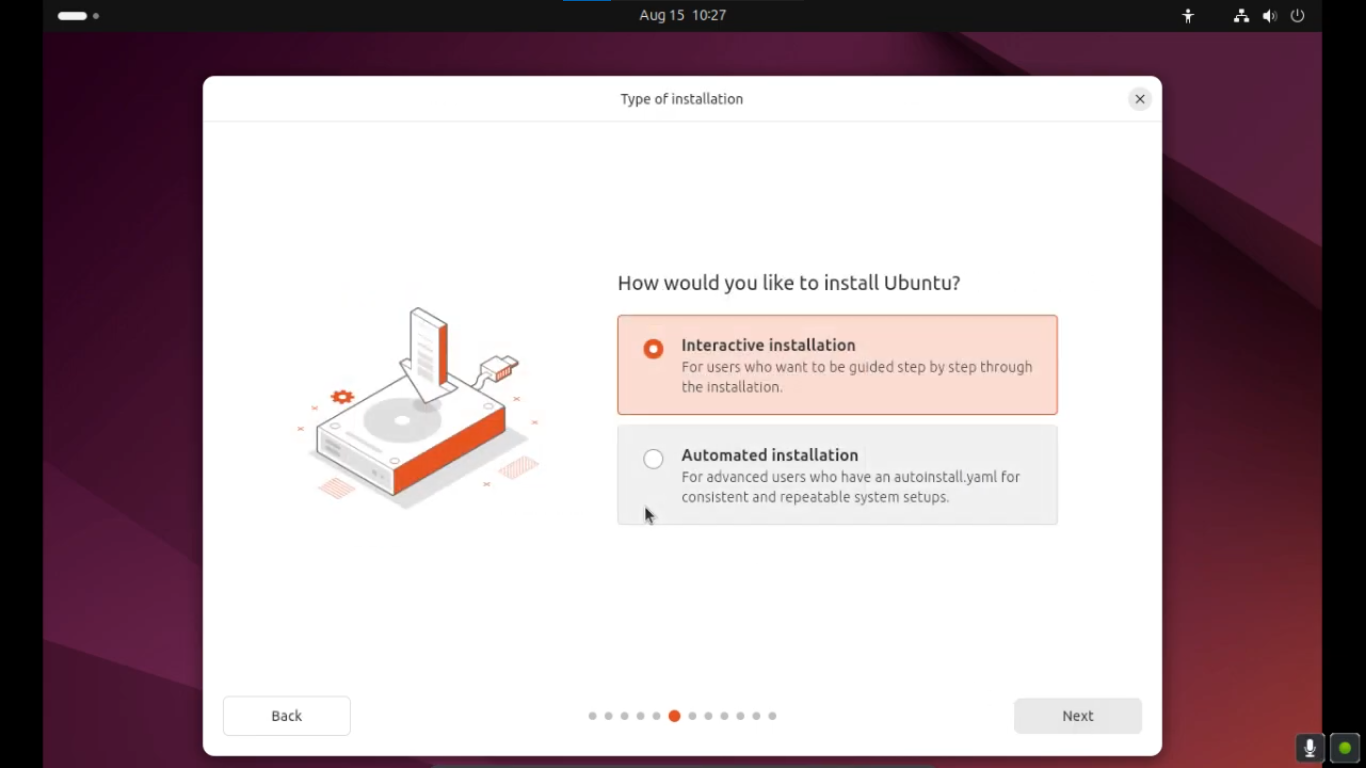 Aug 15 10:27
Type of installation
How would you like to install Ubuntu?
Interactive installation
For users who want to be guided step by step through
the installation.
Automated installation
For advanced users who have an autoinstall.yaml for
consistent and repeatable system setups.
Back
Next